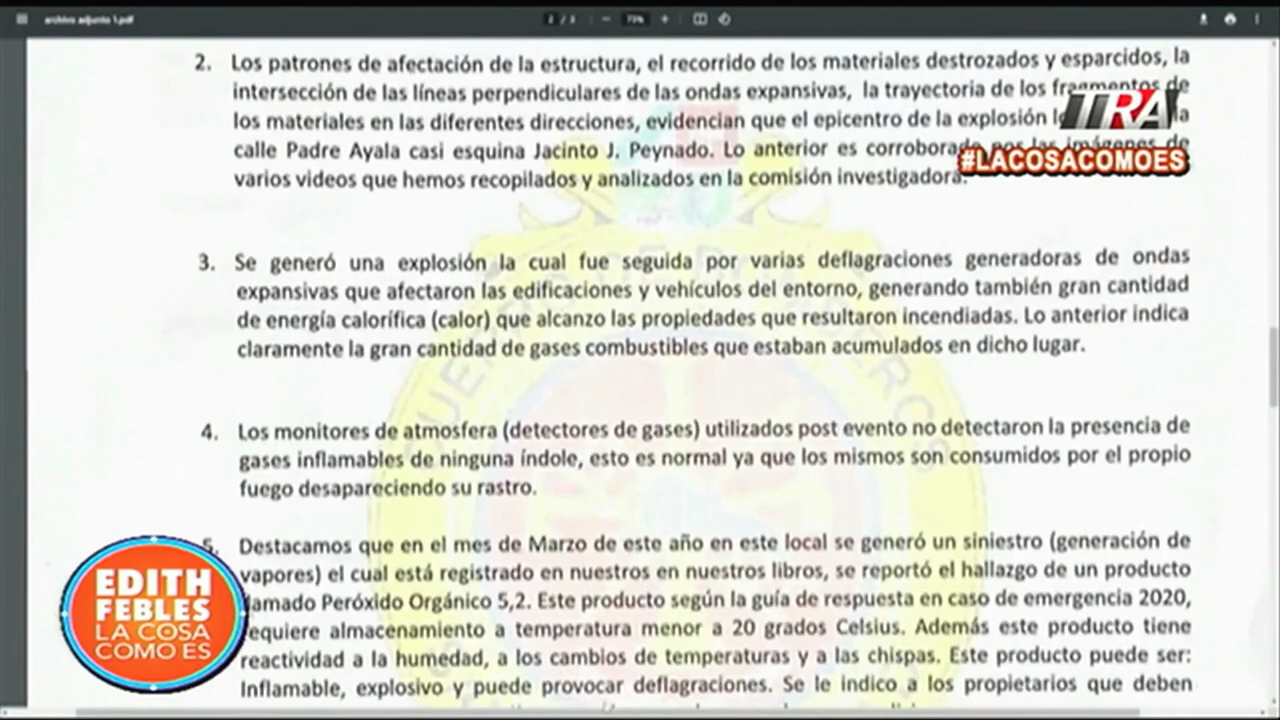 archivo adjunto 1.pdf
2 / 3 — 73% +
2. Los patrones de afectación de la estructura, el recorrido de los materiales destrozados y esparcidos, la
intersección de las líneas perpendiculares de las ondas expansivas, la trayectoria de los fragmentos de
los materiales en las diferentes direcciones, evidencian que el epicentro de la explosión la
calle Padre Ayala casi esquina Jacinto J. Peynado. Lo anterior es corroborado por las imágenes de
varios videos que hemos recopilados y analizados en la comisión investigadora.
TRA
#LACOSACOMOES
3. Se generó una explosión la cual fue seguida por varias deflagraciones generadoras de ondas
expansivas que afectaron las edificaciones y vehículos del entorno, generando también gran cantidad
de energía calorífica (calor) que alcanzo las propiedades que resultaron incendiadas. Lo anterior indica
claramente la gran cantidad de gases combustibles que estaban acumulados en dicho lugar.
4. Los monitores de atmosfera (detectores de gases) utilizados post evento no detectaron la presencia de
gases inflamables de ninguna índole, esto es normal ya que los mismos son consumidos por el propio
fuego desapareciendo su rastro.
5. Destacamos que en el mes de Marzo de este año en este local se generó un siniestro (generación de
vapores) el cual está registrado en nuestros en nuestros libros, se reportó el hallazgo de un producto
llamado Peróxido Orgánico 5,2. Este producto según la guía de respuesta en caso de emergencia 2020,
requiere almacenamiento a temperatura menor a 20 grados Celsius. Además este producto tiene
reactividad a la humedad, a los cambios de temperaturas y a las chispas. Este producto puede ser:
Inflamable, explosivo y puede provocar deflagraciones. Se le indico a los propietarios que deben
EDITH
FEBLES
LA COSA
COMO ES